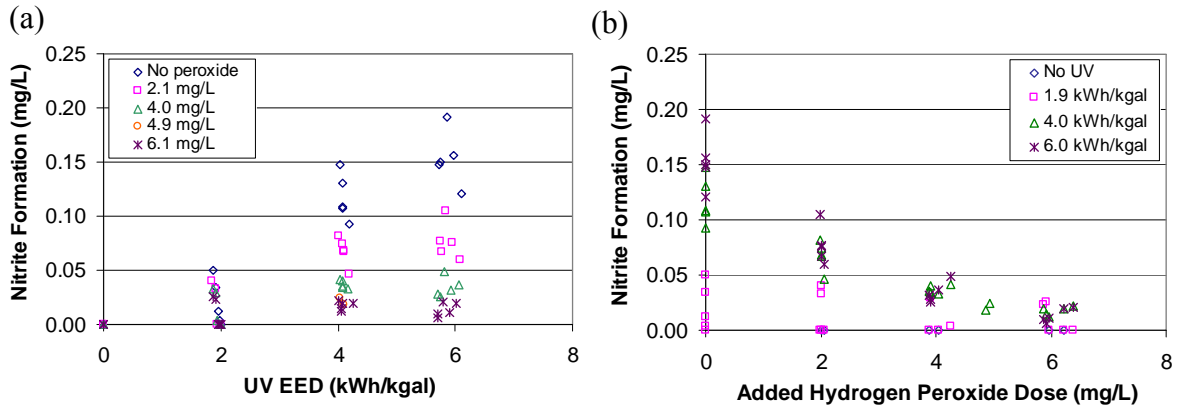 (a)
Nitrite Formation (mg/L)
0.25
0.20
0.15
0.10
0.05
0.00
No peroxide
2.1 mg/L
4.0 mg/L
4.9 mg/L
6.1 mg/L
0 2 4 6 8
UV EED (kWh/kgal)
(b)
Nitrite Formation (mg/L)
0.25
0.20
0.15
0.10
0.05
0.00
No UV
1.9 kWh/kgal
4.0 kWh/kgal
6.0 kWh/kgal
0 2 4 6 8
Added Hydrogen Peroxide Dose (mg/L)